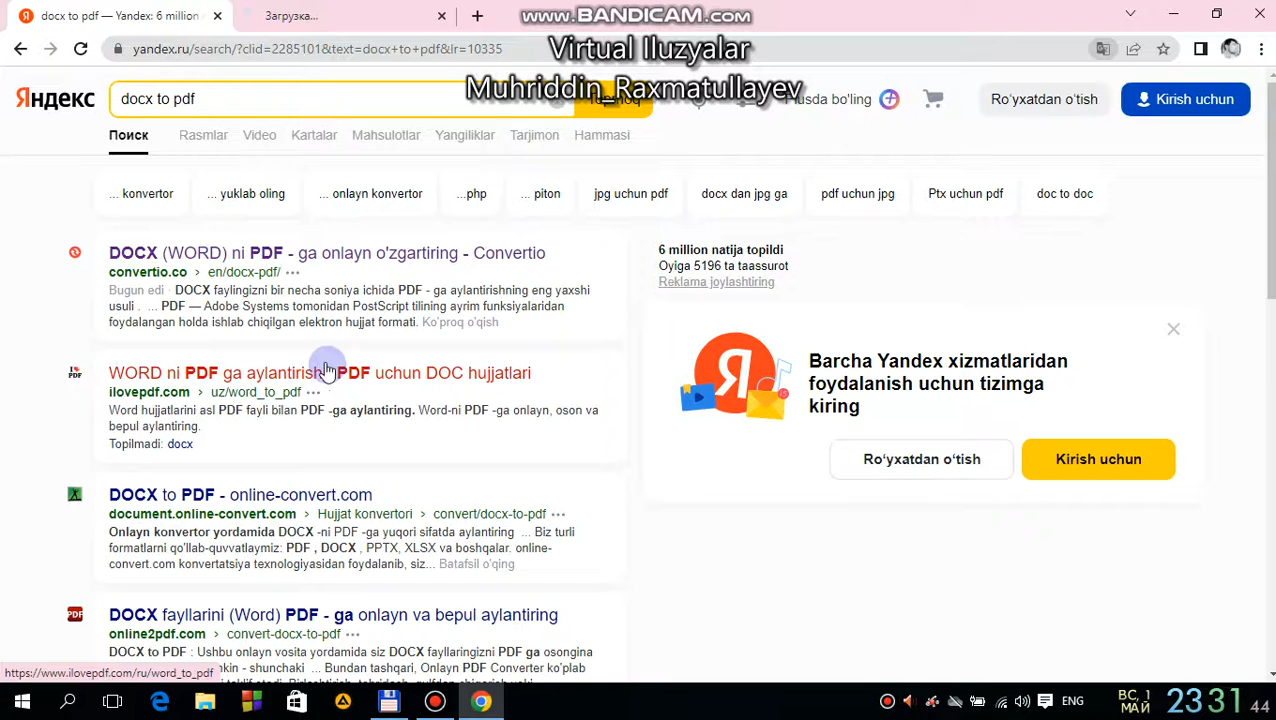 www.BANDICAM.com
docx to pdf — Yandex: 6 million
Загрузка...
yandex.ru/search/?clid=2285101&text=docx+to+pdf&lr=10335
Virtual Iluzyalar
Muhriddin_Raxmatullayev
Яндекс
docx to pdf
Plusda bo'ling
Ro'yxatdan o'tish
Kirish uchun
Поиск
Rasmlar
Video
Kartalar
Mahsulotlar
Yangiliklar
Tarjimon
Hammasi
... konvertor
... yuklab oling
... onlayn konvertor
...php
... piton
jpg uchun pdf
docx dan jpg ga
pdf uchun jpg
Ptx uchun pdf
doc to doc
DOCX (WORD) ni PDF - ga onlayn o'zgartiring - Convertio
convertio.co › en/docx-pdf/
Bugun edi · DOCX faylingizni bir necha soniya ichida PDF - ga aylantirishning eng yaxshi
usuli . ... PDF — Adobe Systems tomonidan PostScript tilining ayrim funksiyalaridan
foydalangan holda ishlab chiqilgan elektron hujjat formati. Ko'proq o'qish
WORD ni PDF ga aylantirish. PDF uchun DOC hujjatlari
ilovepdf.com › uz/word_to_pdf
Word hujjatlarini asl PDF fayli bilan PDF -ga aylantiring. Word-ni PDF -ga onlayn, oson va
bepul aylantiring.
Topilmadi: docx
DOCX to PDF - online-convert.com
document.online-convert.com › Hujjat konvertori › convert/docx-to-pdf
Onlayn konvertor yordamida DOCX -ni PDF -ga yuqori sifatda aylantiring ... Biz turli
formatlarni qo'llab-quvvatlaymiz: PDF , DOCX , PPTX, XLSX va boshqalar. online-
convert.com konvertatsiya texnologiyasidan foydalanib, siz... Batafsil o'qing
DOCX fayllarini (Word) PDF - ga onlayn va bepul aylantiring
online2pdf.com › convert-docx-to-pdf
DOCX to PDF : Ushbu onlayn vosita yordamida siz DOCX fayllaringizni PDF -ga osongina
6 million natija topildi
Oyiga 5196 ta taassurot
Reklama joylashtiring
Barcha Yandex xizmatlaridan
foydalanish uchun tizimga
kiring
Ro'yxatdan o'tish
Kirish uchun
https://www.ilovepdf.com/ru/word_to_pdf
ENG
ВС, 1
МАЙ
23 31 44